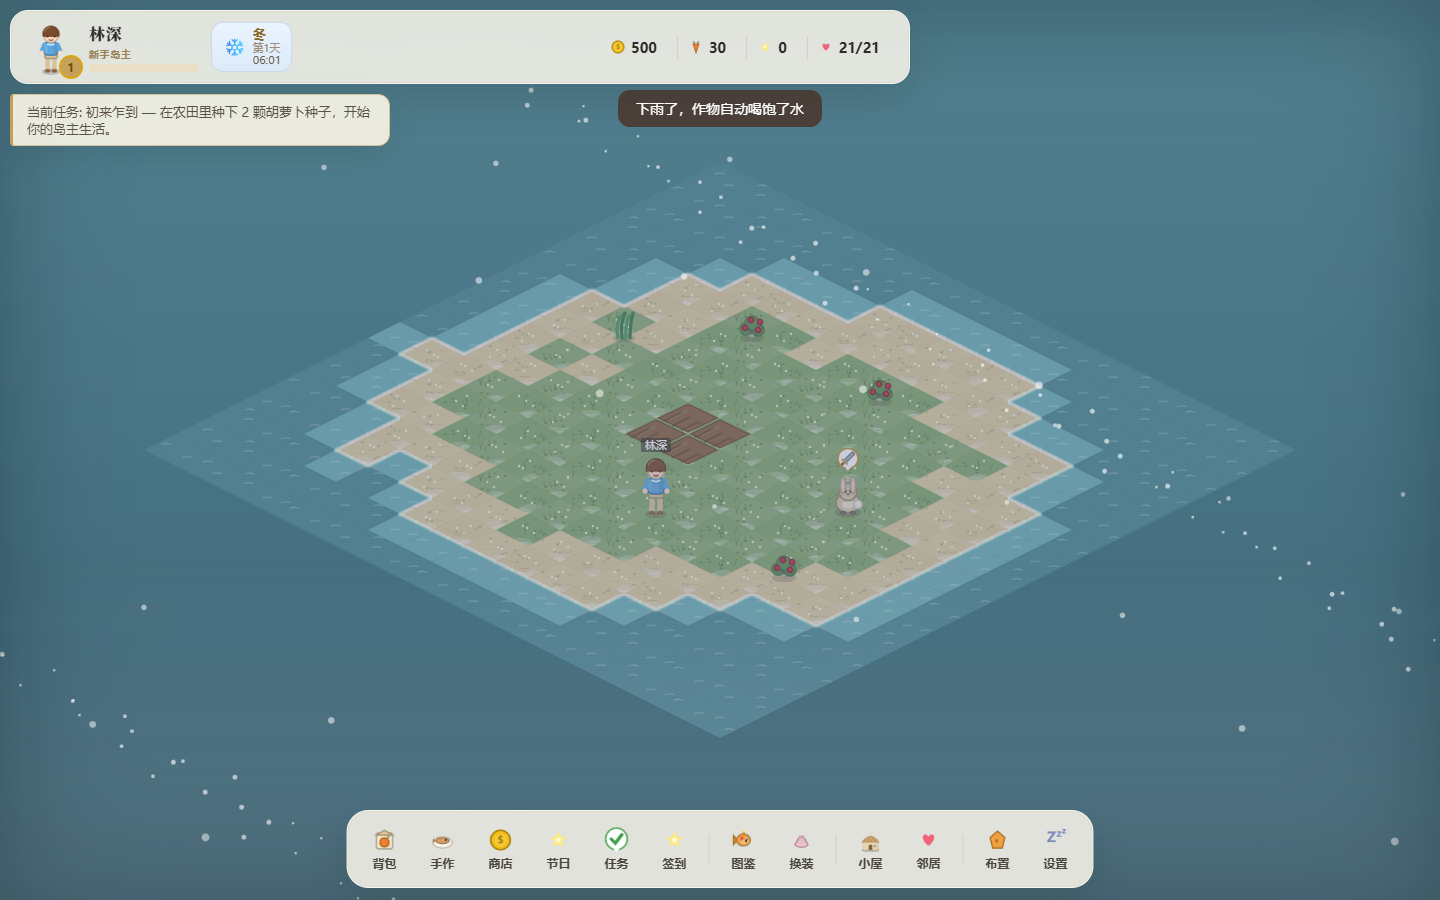 林深
新手岛主
1
冬
第1天
06:01
500
30
0
21/21
当前任务: 初来乍到 — 在农田里种下 2 颗胡萝卜种子，开始
你的岛主生活。
下雨了，作物自动喝饱了水
林深
背包
手作
商店
节日
任务
签到
图鉴
换装
小屋
邻居
布置
设置
Zzz